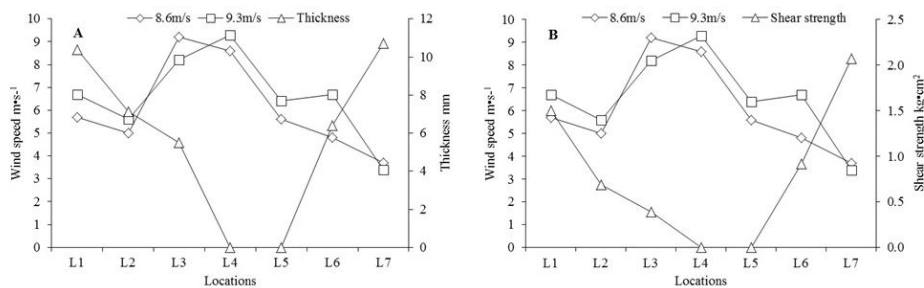 8.6m/s 9.3m/s Thickness
A
10 9 8 7 6 5 4 3 2 1 0
Wind speed m•s-1
12 10 8 6 4 2 0
Thickness mm
L1 L2 L3 L4 L5 L6 L7
Locations
8.6m/s 9.3m/s Shear strength
B
10 9 8 7 6 5 4 3 2 1 0
Wind speed m•s-1
2.5 2.0 1.5 1.0 0.5 0.0
Shear strength kg•cm²
L1 L2 L3 L4 L5 L6 L7
Locations